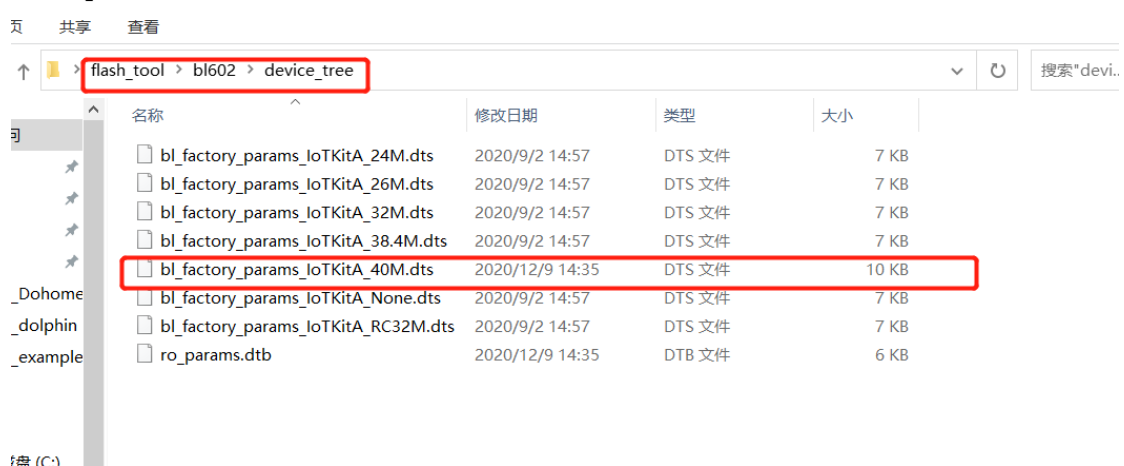 页 共享 查看
flash_tool > bl602 > device_tree 搜索"devi...
名称 修改日期 类型 大小
bl_factory_params_IoTKitA_24M.dts 2020/9/2 14:57 DTS 文件 7 KB
bl_factory_params_IoTKitA_26M.dts 2020/9/2 14:57 DTS 文件 7 KB
bl_factory_params_IoTKitA_32M.dts 2020/9/2 14:57 DTS 文件 7 KB
bl_factory_params_IoTKitA_38.4M.dts 2020/9/2 14:57 DTS 文件 7 KB
bl_factory_params_IoTKitA_40M.dts 2020/12/9 14:35 DTS 文件 10 KB
_Dohome bl_factory_params_IoTKitA_None.dts 2020/9/2 14:57 DTS 文件 7 KB
_dolphin bl_factory_params_IoTKitA_RC32M.dts 2020/9/2 14:57 DTS 文件 7 KB
_example ro_params.dtb 2020/12/9 14:35 DTB 文件 6 KB
盘 (C:)